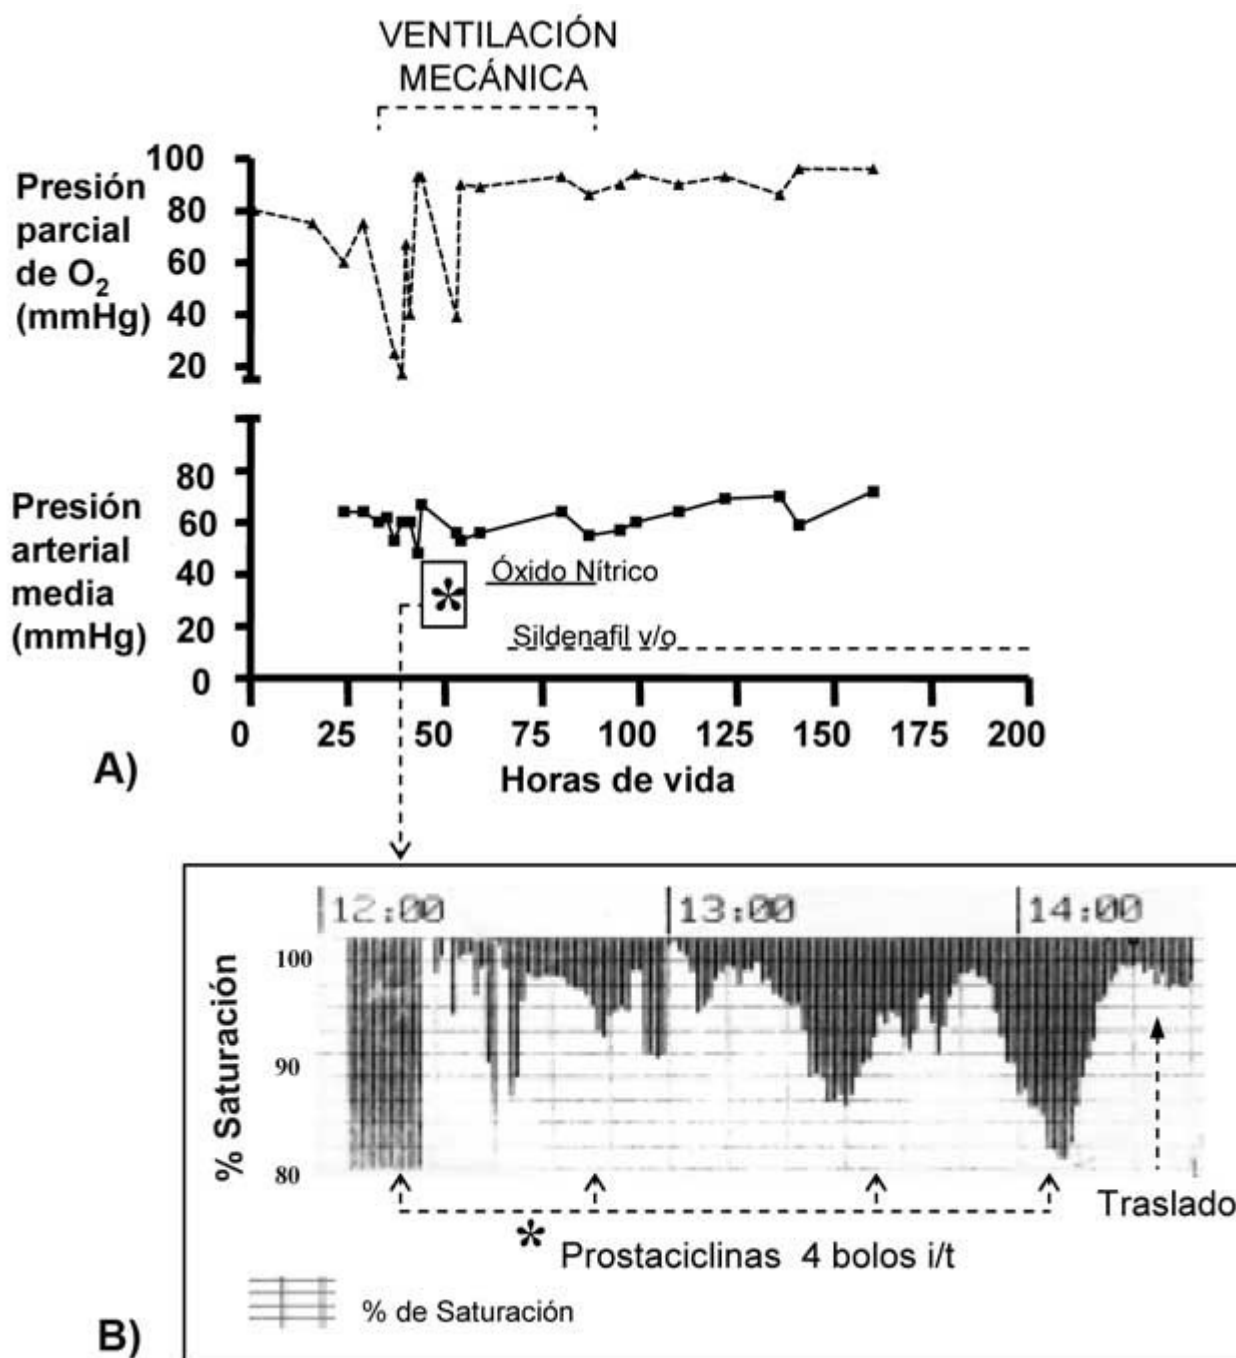 VENTILACIÓN
MECÁNICA
Presión
parcial
de O₂
(mmHg)
100
80
60
40
20
Presión
arterial
media
(mmHg)
80
60
40
20
0
*
Óxido Nítrico
Sildenafil v/o
0 25 50 75 100 125 150 175 200
Horas de vida
A)
12:00 13:00 14:00
% Saturación
100
90
80
Traslado
* Prostaciclinas 4 bolos i/t
% de Saturación
B)